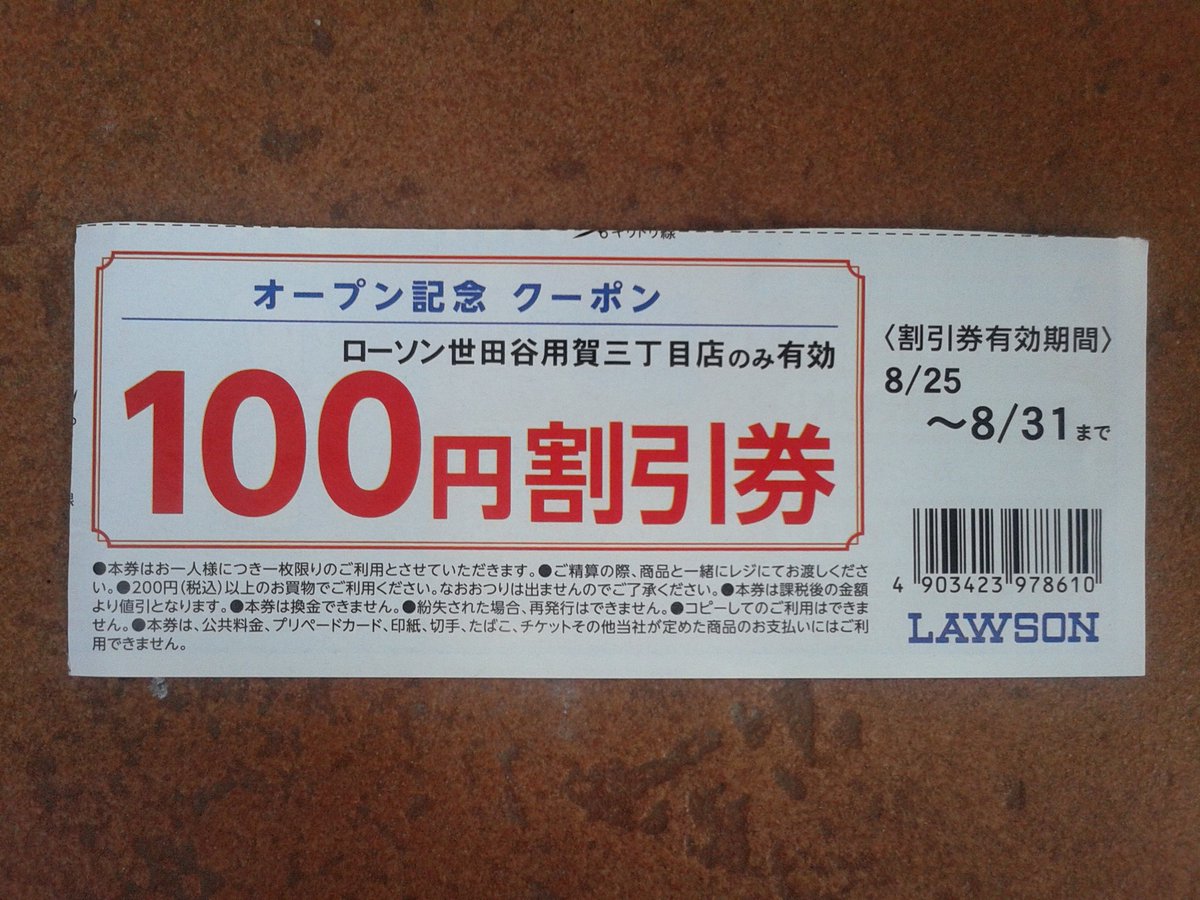 キリトリ線
オープン記念 クーポン
ローソン世田谷用賀三丁目店のみ有効
100円割引券
〈割引券有効期間〉
8/25
〜8/31まで
●本券はお一人様につき一枚限りのご利用とさせていただきます。●ご精算の際、商品と一緒にレジにてお渡しくださ
い。●200円(税込)以上のお買物でご利用ください。なおおつりは出ませんのでご了承ください。●本券は課税後の金額
より値引となります。●本券は換金できません。●紛失された場合、再発行はできません。●コピーしてのご利用はできま
せん。●本券は、公共料金、プリペードカード、印紙、切手、たばこ、チケットその他当社が定めた商品のお支払いにはご利
用できません。
4 903423 978610
LAWSON